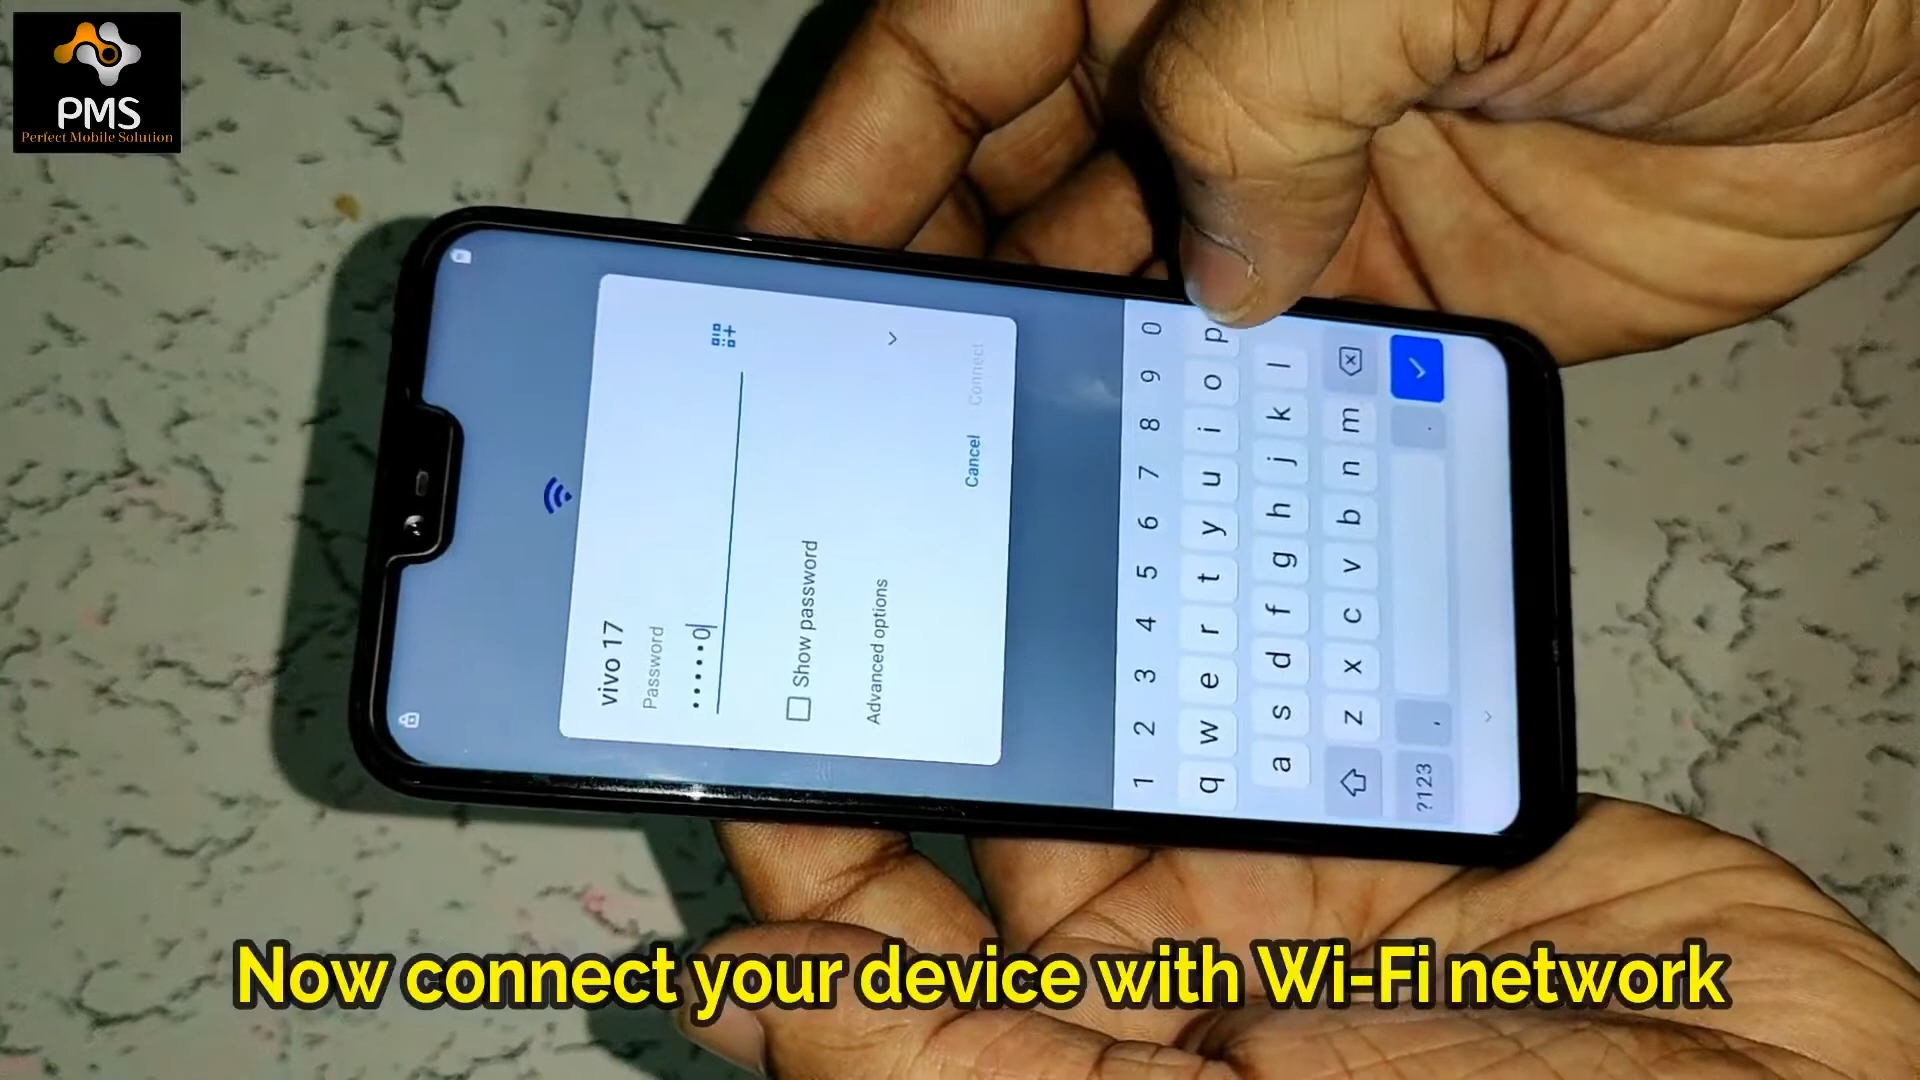 PMS
Perfect Mobile Solution
vivo 17
Password
•••••0
Show password
Advanced options
Cancel Connect
1 2 3 4 5 6 7 8 9 0
q w e r t y u i o p
a s d f g h j k l
z x c v b n m
?123 , .
Now connect your device with Wi-Fi network